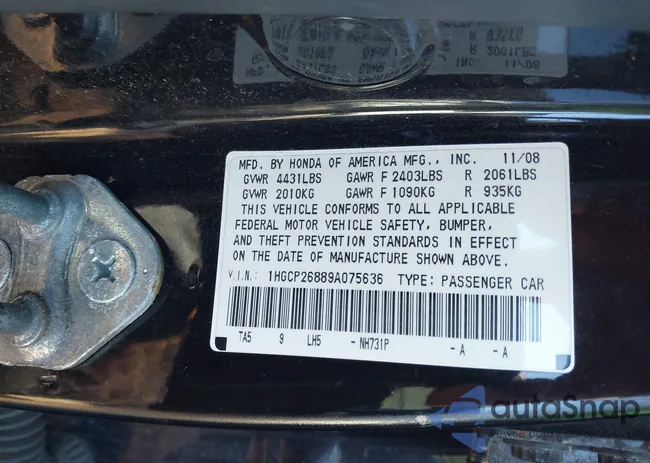 MFD. BY HONDA OF AMERICA MFG., INC. 11/08
GVWR 4431LBS GAWR F 2403LBS R 2061LBS
GVWR 2010KG GAWR F 1090KG R 935KG
THIS VEHICLE CONFORMS TO ALL APPLICABLE
FEDERAL MOTOR VEHICLE SAFETY, BUMPER,
AND THEFT PREVENTION STANDARDS IN EFFECT
ON THE DATE OF MANUFACTURE SHOWN ABOVE.
V.I.N.: 1HGCP26889A075636 TYPE: PASSENGER CAR
TA5 9 LH5 -NH731P -A -A
autoSnap